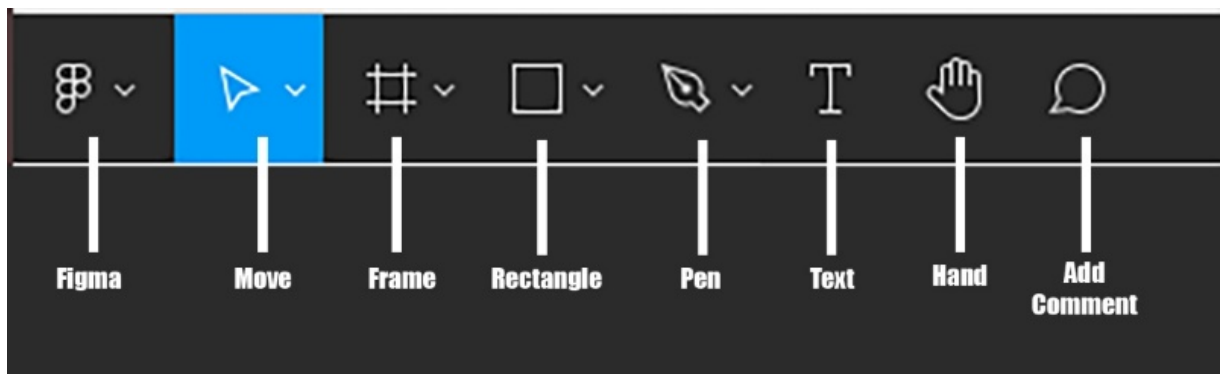 Figma
Move
Frame
Rectangle
Pen
Text
Hand
Add
Comment